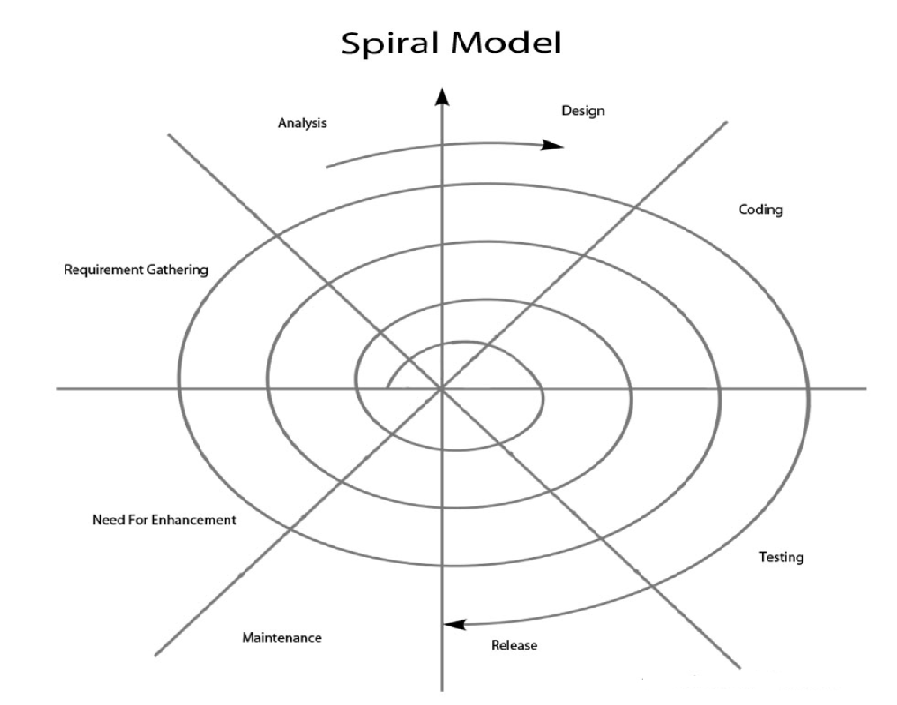 Spiral Model
Analysis
Design
Coding
Requirement Gathering
Need For Enhancement
Testing
Maintenance
Release